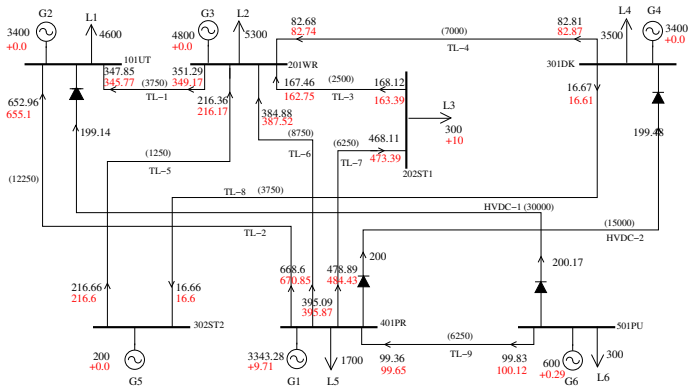 G2
L1
G3
L2
82.68
82.74
(7000)
TL−4
82.81
82.87
L4
G4
3400
+0.0
4600
4800
+0.0
5300
3500
3400
+0.0
101UT
201WR
301DK
347.85
345.77
(3750)
TL−1
351.29
349.17
167.46
162.75
(2500)
TL−3
168.12
163.39
16.67
16.61
652.96
655.1
216.36
216.17
384.88
387.52
L3
300
+10
199.14
199.48
(8750)
TL−6
468.11
473.39
(6250)
TL−7
202ST1
(1250)
TL−5
(12250)
TL−8
(3750)
HVDC−1 (30000)
(15000)
HVDC−2
TL−2
668.6
670.85
478.89
484.43
200
200.17
216.66
216.6
16.66
16.6
395.09
395.87
302ST2
401PR
501PU
(6250)
TL−9
99.36
99.65
99.83
100.12
200
+0.0
G5
3343.28
+9.71
G1
1700
L5
600
+0.29
G6
300
L6